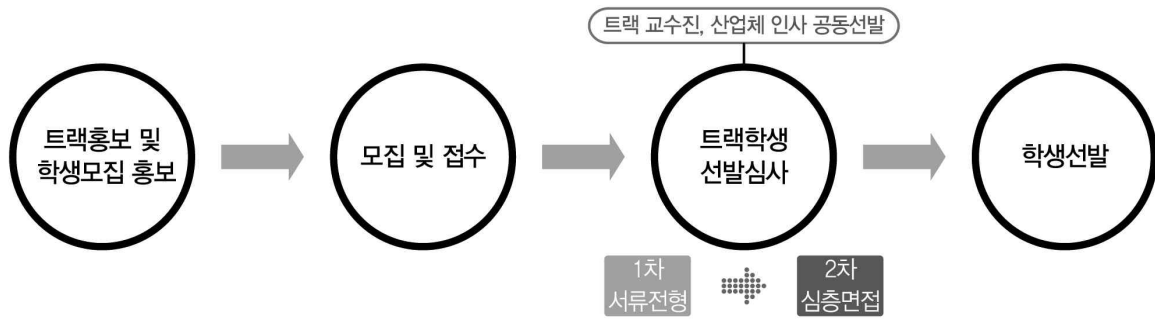 트랙 교수진, 산업체 인사 공동선발
트랙홍보 및
학생모집 홍보
모집 및 접수
트랙학생
선발심사
학생선발
1차
서류전형
2차
심층면접